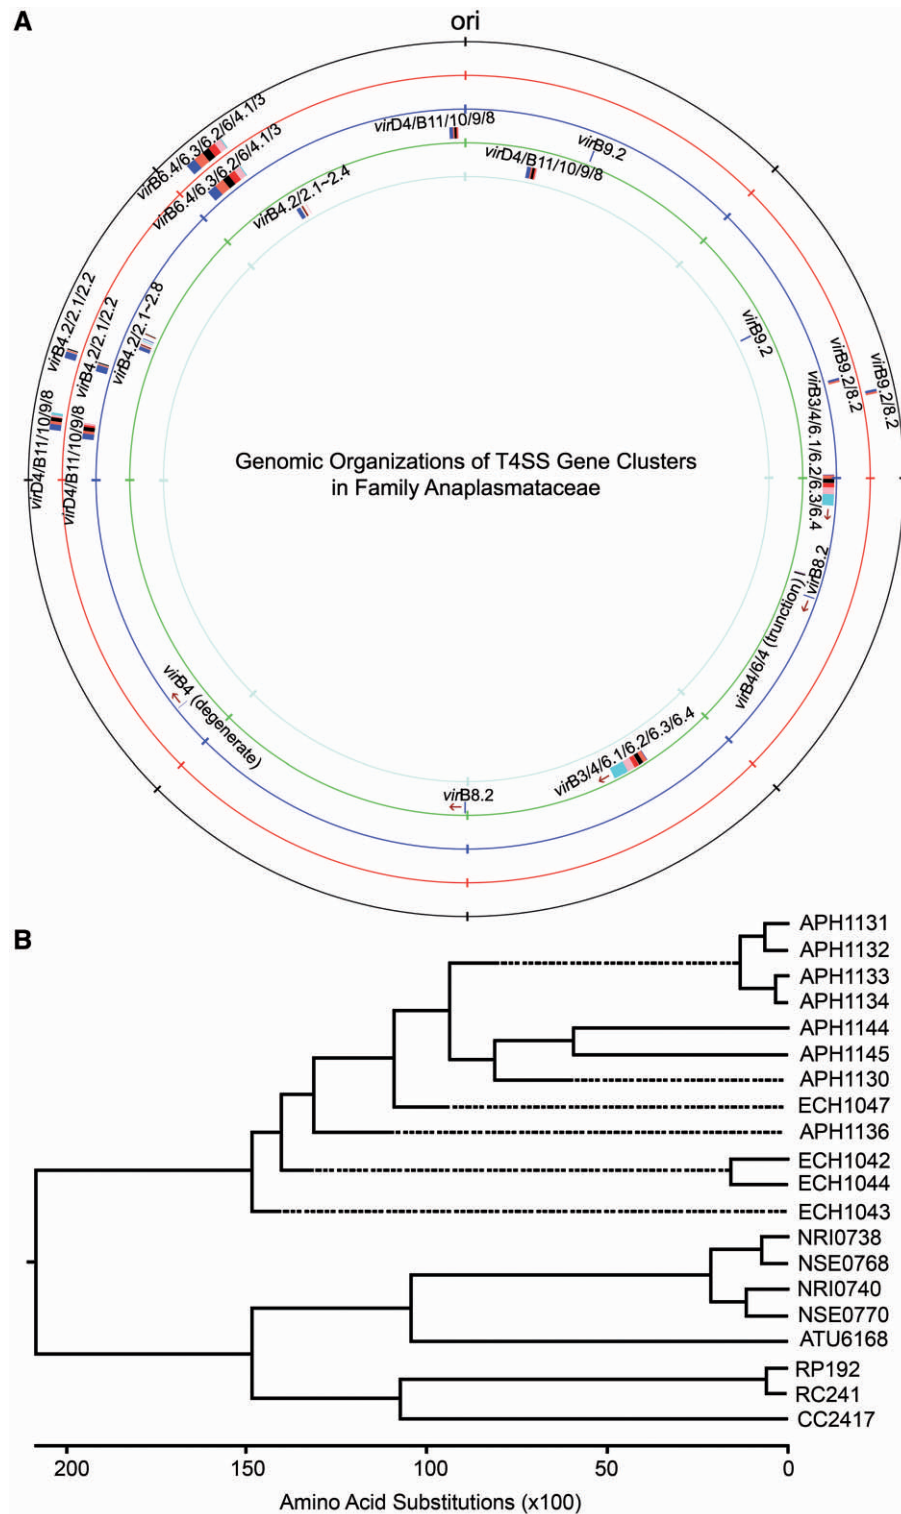 A
ori
virB6.4/6.3/6.2/6/4.1/3
virB6.4/6.3/6.2/6/4.1/3
virD4/B11/10/9/8
virB9.2
virD4/B11/10/9/8
virB4.2/2.1~2.4
virB4.2/2.1/2.2
virB4.2/2.1/2.2
virB4.2/2.1~2.8
virB9.2
virB9.2/8.2
virB9.2/8.2
virD4/B11/10/9/8
virD4/B11/10/9/8
virB3/4/6.1/6.2/6.3/6.4
Genomic Organizations of T4SS Gene Clusters
in Family Anaplasmataceae
virB8.2
virB4/6/4 (trunction)
virB4 (degenerate)
virB3/4/6.1/6.2/6.3/6.4
virB8.2
B
APH1131
APH1132
APH1133
APH1134
APH1144
APH1145
APH1130
ECH1047
APH1136
ECH1042
ECH1044
ECH1043
NRI0738
NSE0768
NRI0740
NSE0770
ATU6168
RP192
RC241
CC2417
200 150 100 50 0
Amino Acid Substitutions (x100)